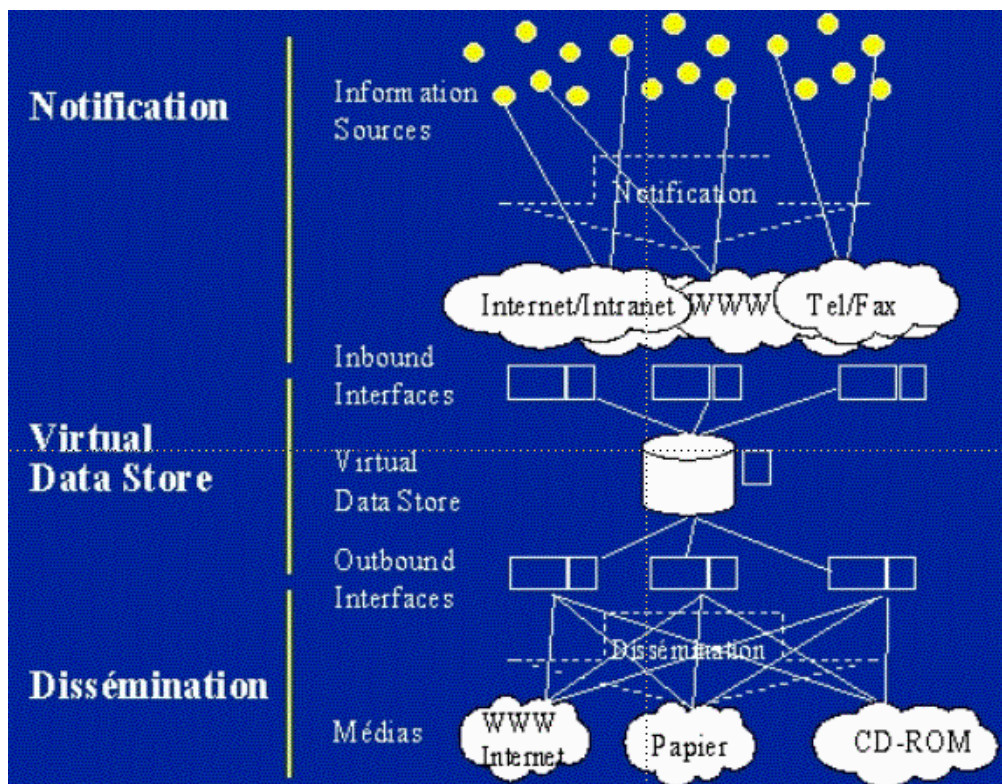 Notification
Information
Sources
Notification
Internet/Intranet
WWW
Tel/Fax
Inbound
Interfaces
Virtual
Data Store
Virtual
Data Store
Outbound
Interfaces
Dissémination
Dissémination
Médias
WWW
Internet
Papier
CD-ROM